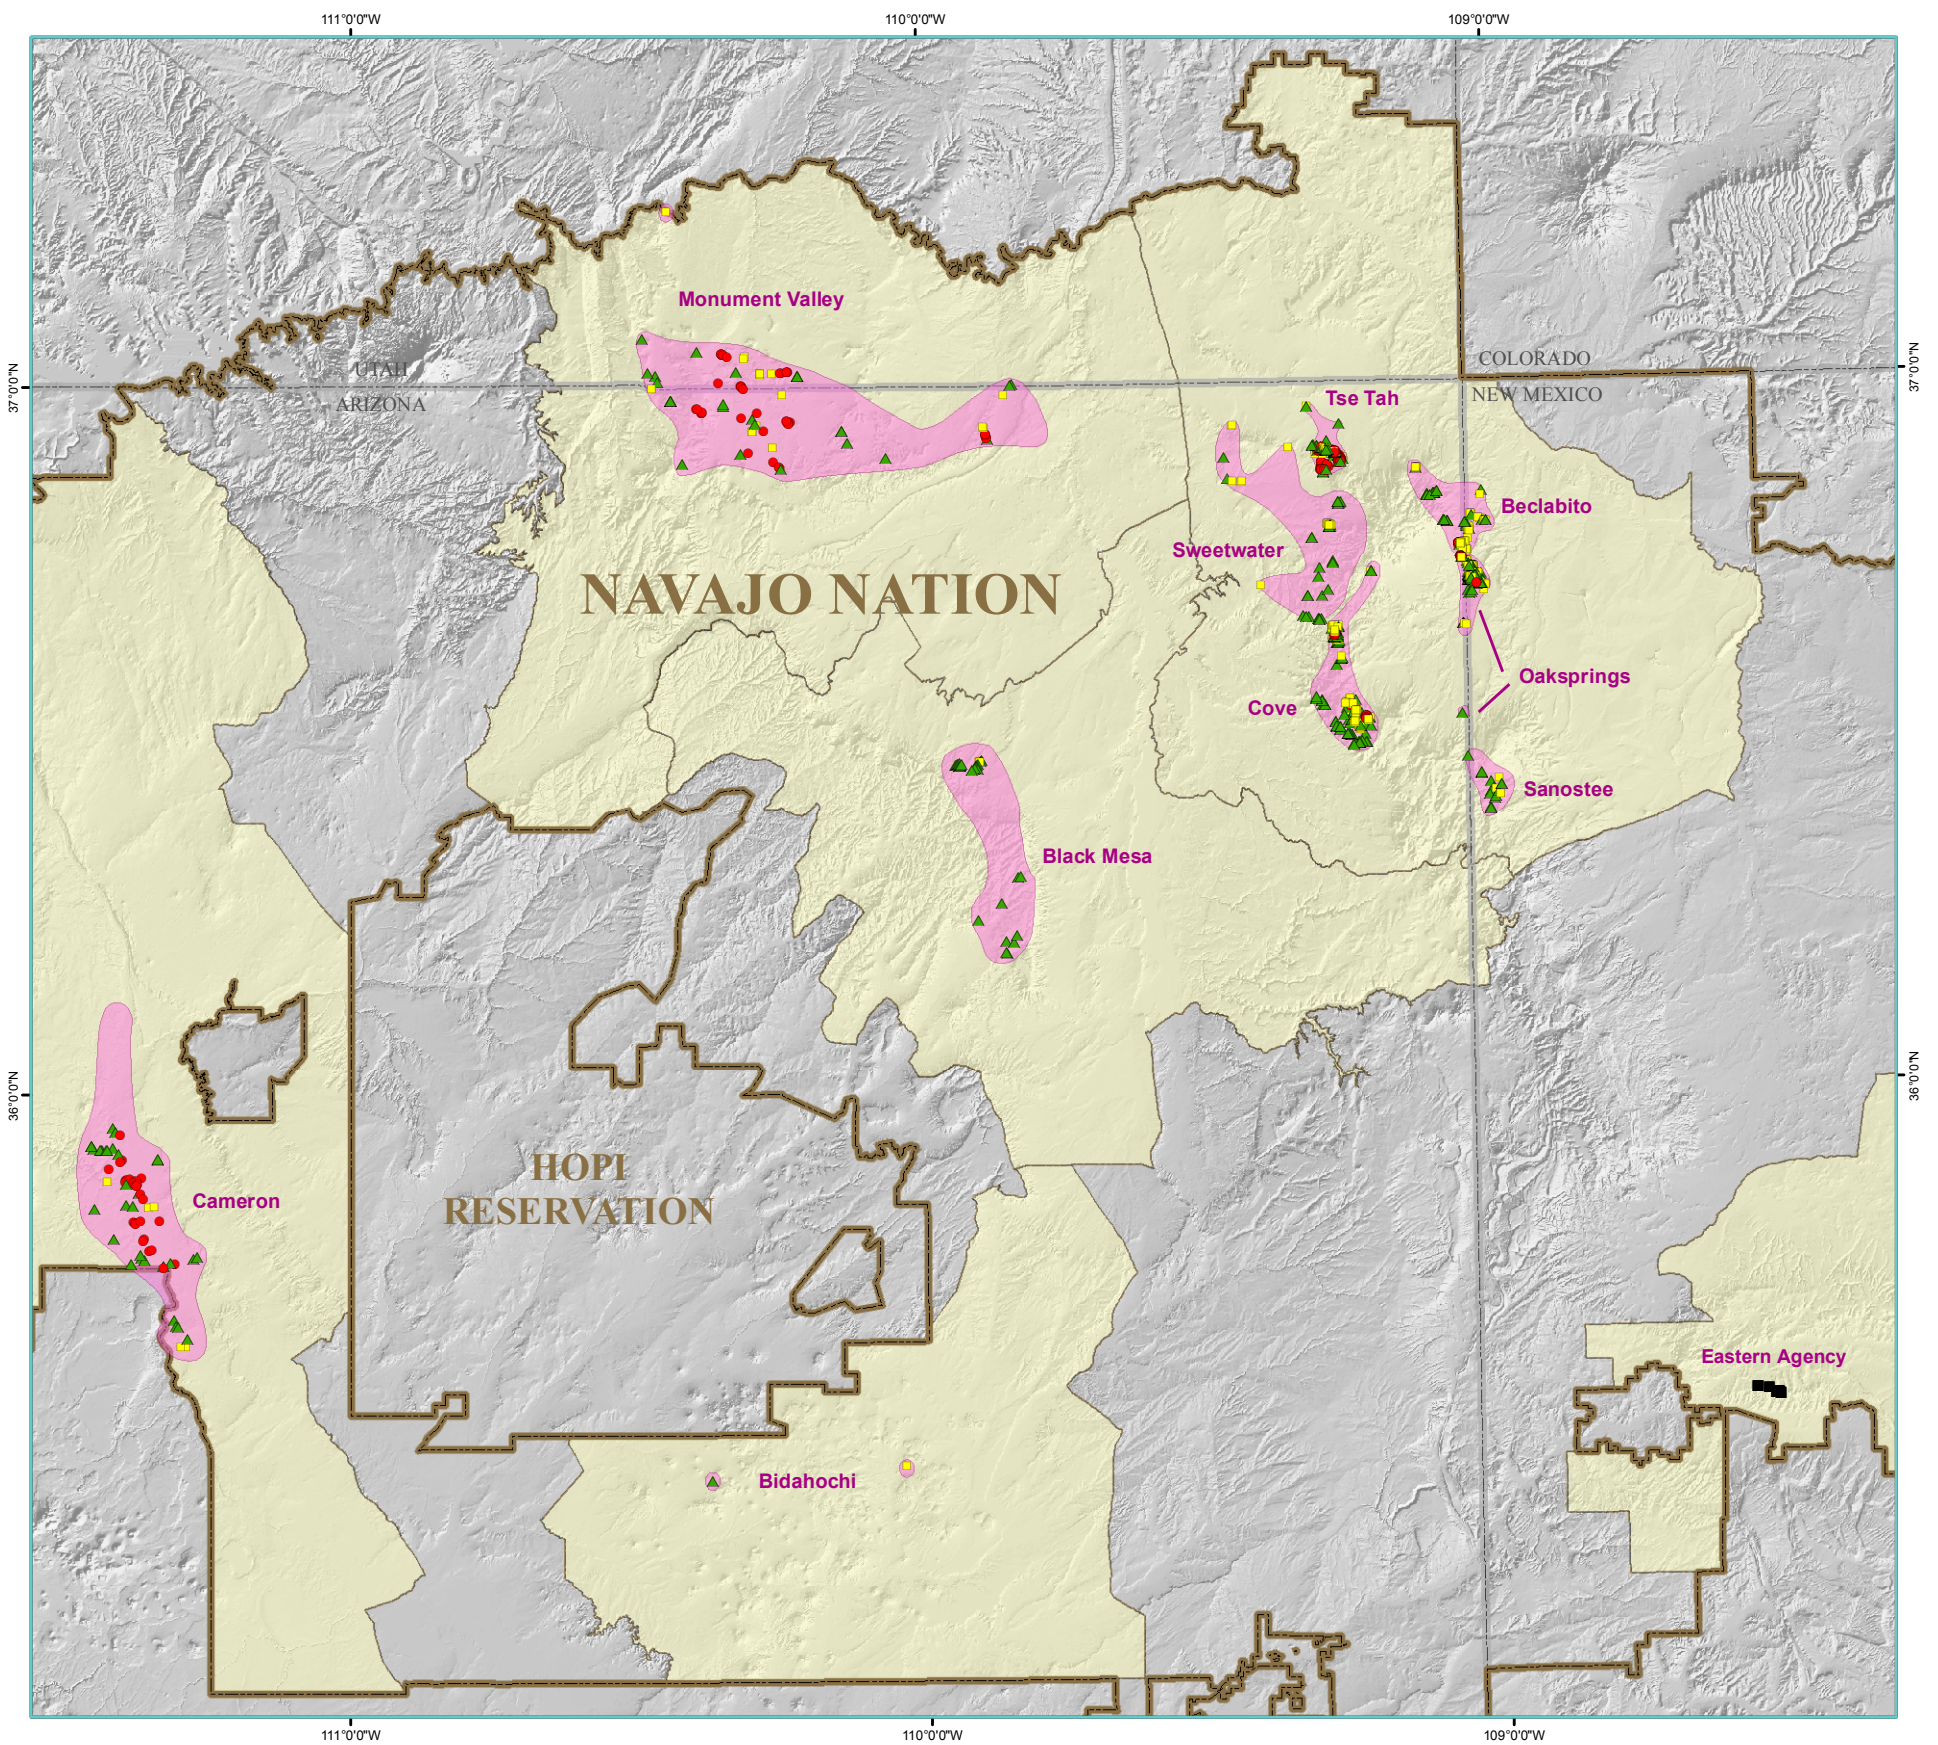 111°0'0"W
110°0'0"W
109°0'0"W
Monument Valley
COLORADO
UTAH
37°0'0"N
37°0'0"N
NEW MEXICO
ARIZONA
Tse Tah
Beclabito
Sweetwater
NAVAJO NATION
Oaksprings
Cove
Sanostee
Black Mesa
36°0'0"N
36°0'0"N
HOPI
RESERVATION
Cameron
Eastern Agency
Bidahochi
111°0'0"W
110°0'0"W
109°0'0"W